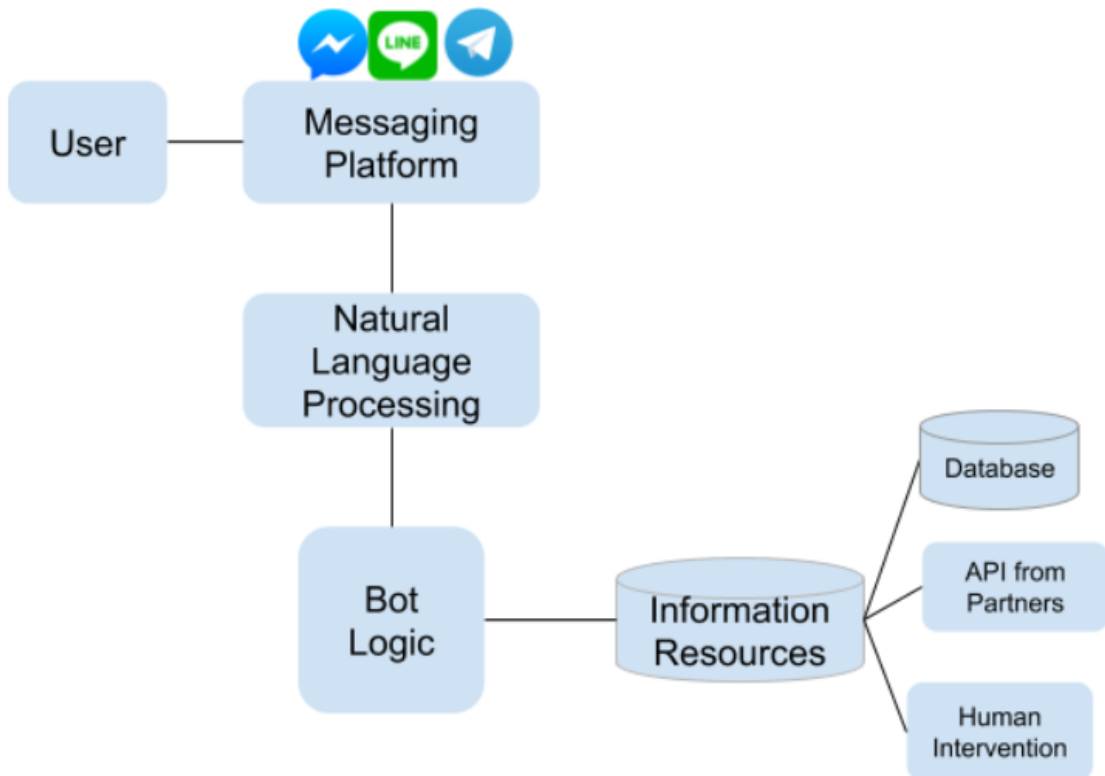 LINE
User
Messaging
Platform
Natural
Language
Processing
Bot
Logic
Information
Resources
Database
API from
Partners
Human
Intervention